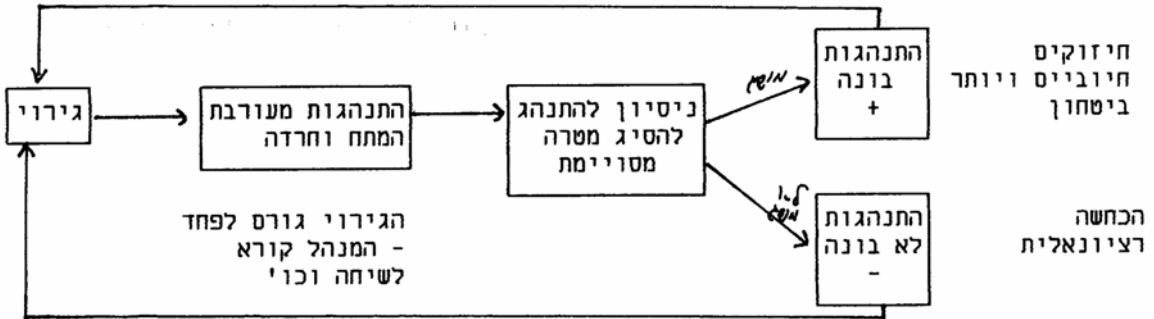 גירוי
התנהגות מעורבת
המתח וחרדה
הגירוי גורם לפחד
- המנהל קורא
לשיחה וכו'
ניסיון להתנהג
להסיג מטרה
מסויימת
מושג
לא
מושג
התנהגות
בונה
+
חיזוקים
חיוביים ויותר
ביטחון
התנהגות
לא בונה
-
הכחשה
רציונאלית